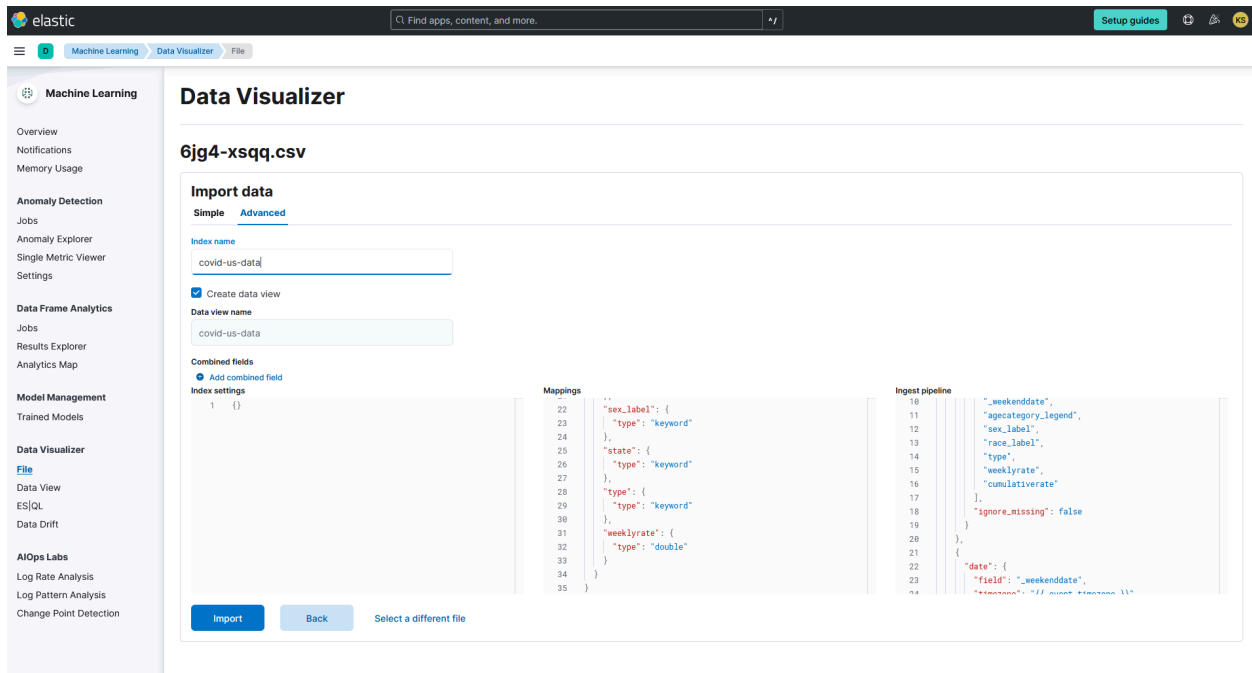 elastic
Find apps, content, and more.
^/
Setup guides
KS
D
Machine Learning
Data Visualizer
File
Machine Learning
Overview
Notifications
Memory Usage
Anomaly Detection
Jobs
Anomaly Explorer
Single Metric Viewer
Settings
Data Frame Analytics
Jobs
Results Explorer
Analytics Map
Model Management
Trained Models
Data Visualizer
File
Data View
ES|QL
Data Drift
AIOps Labs
Log Rate Analysis
Log Pattern Analysis
Change Point Detection
Data Visualizer
6jg4-xsqq.csv
Import data
Simple Advanced
Index name
covid-us-data
Create data view
Data view name
covid-us-data
Combined fields
Add combined field
Index settings
1 {}
Mappings
22 "sex_label": {
23 "type": "keyword"
24 },
25 "state": {
26 "type": "keyword"
27 },
28 "type": {
29 "type": "keyword"
30 },
31 "weeklyrate": {
32 "type": "double"
33 }
34 }
35 }
Ingest pipeline
10 "_weekenddate",
11 "agecategory_legend",
12 "sex_label",
13 "race_label",
14 "type",
15 "weeklyrate",
16 "cumulativerate"
17 ],
18 "ignore_missing": false
19 }
20 },
21 {
22 "date": {
23 "field": "_weekenddate",
24 "timezone": "{{ event.timezone }}"
Import
Back
Select a different file